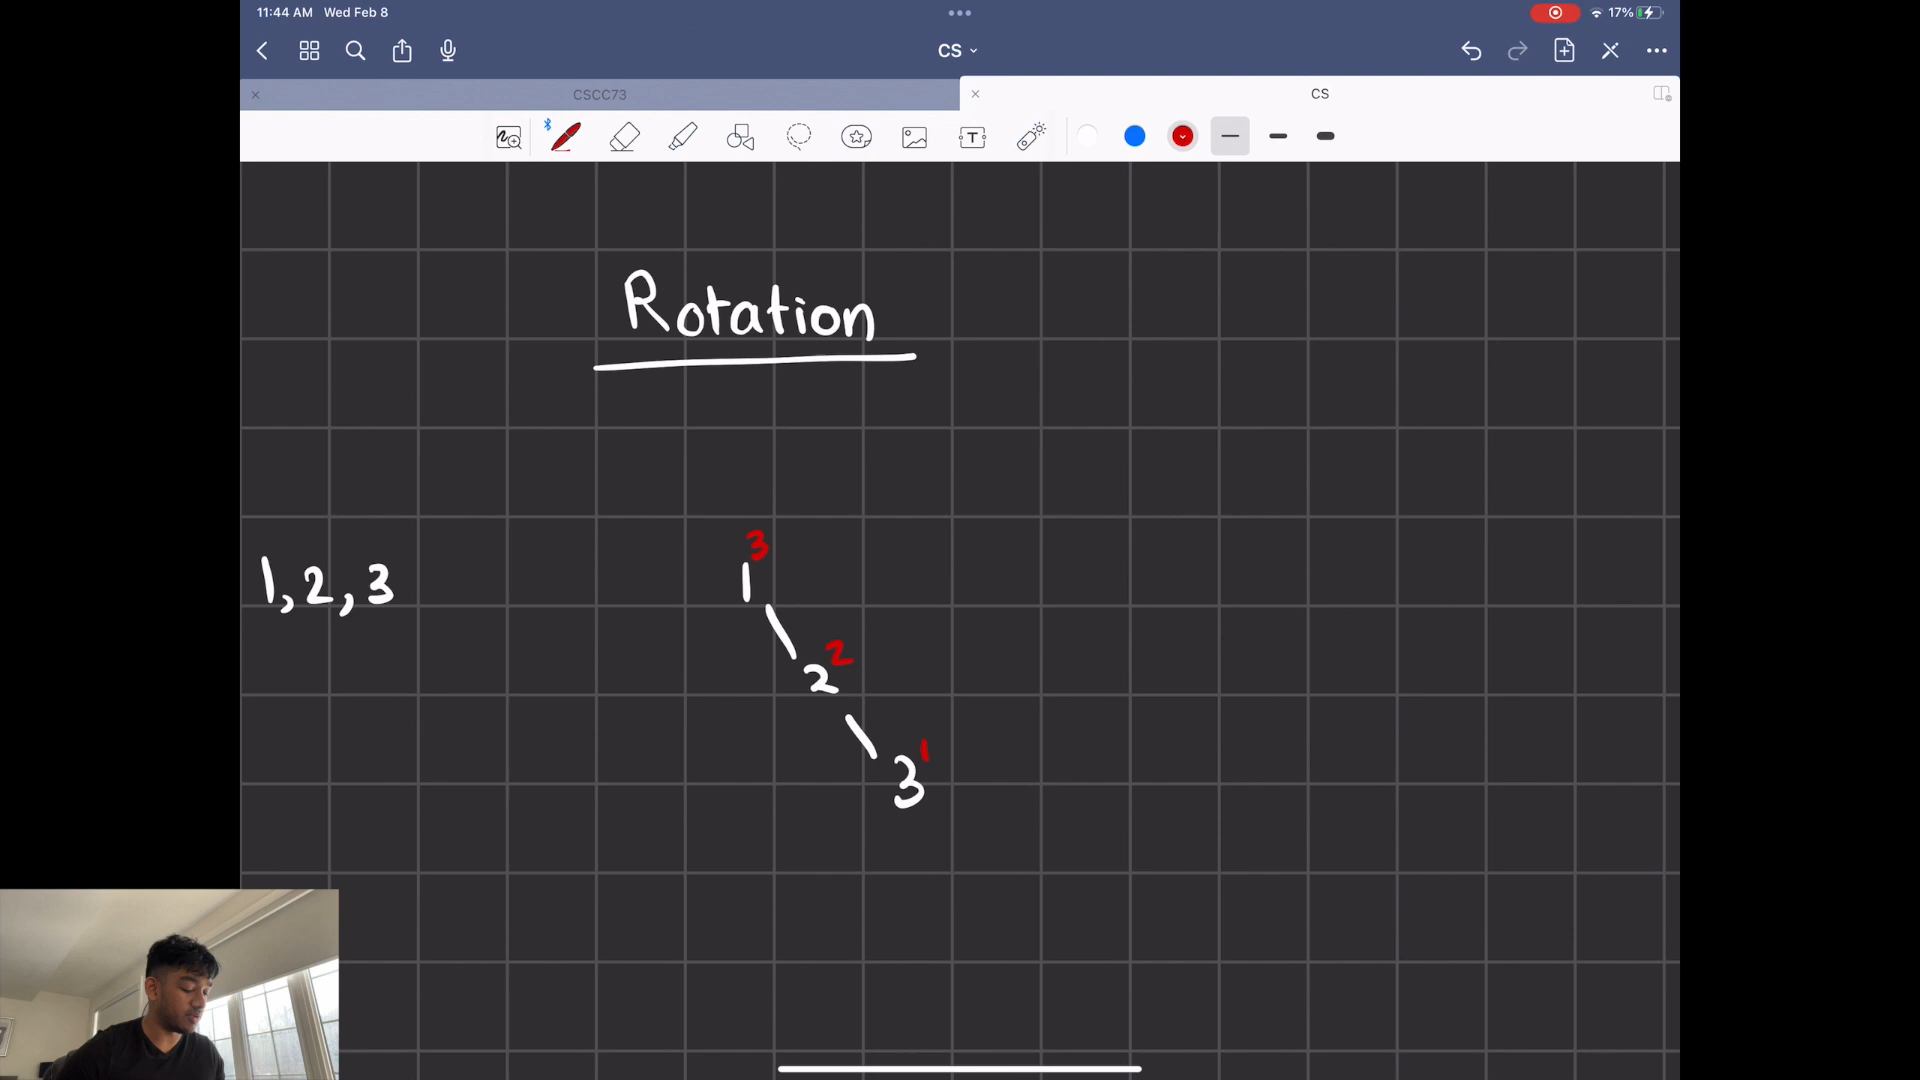 11:44 AM Wed Feb 8
17%
CS
CSCC73
CS
T
Rotation
1, 2, 3
3
1
2
2
1
3